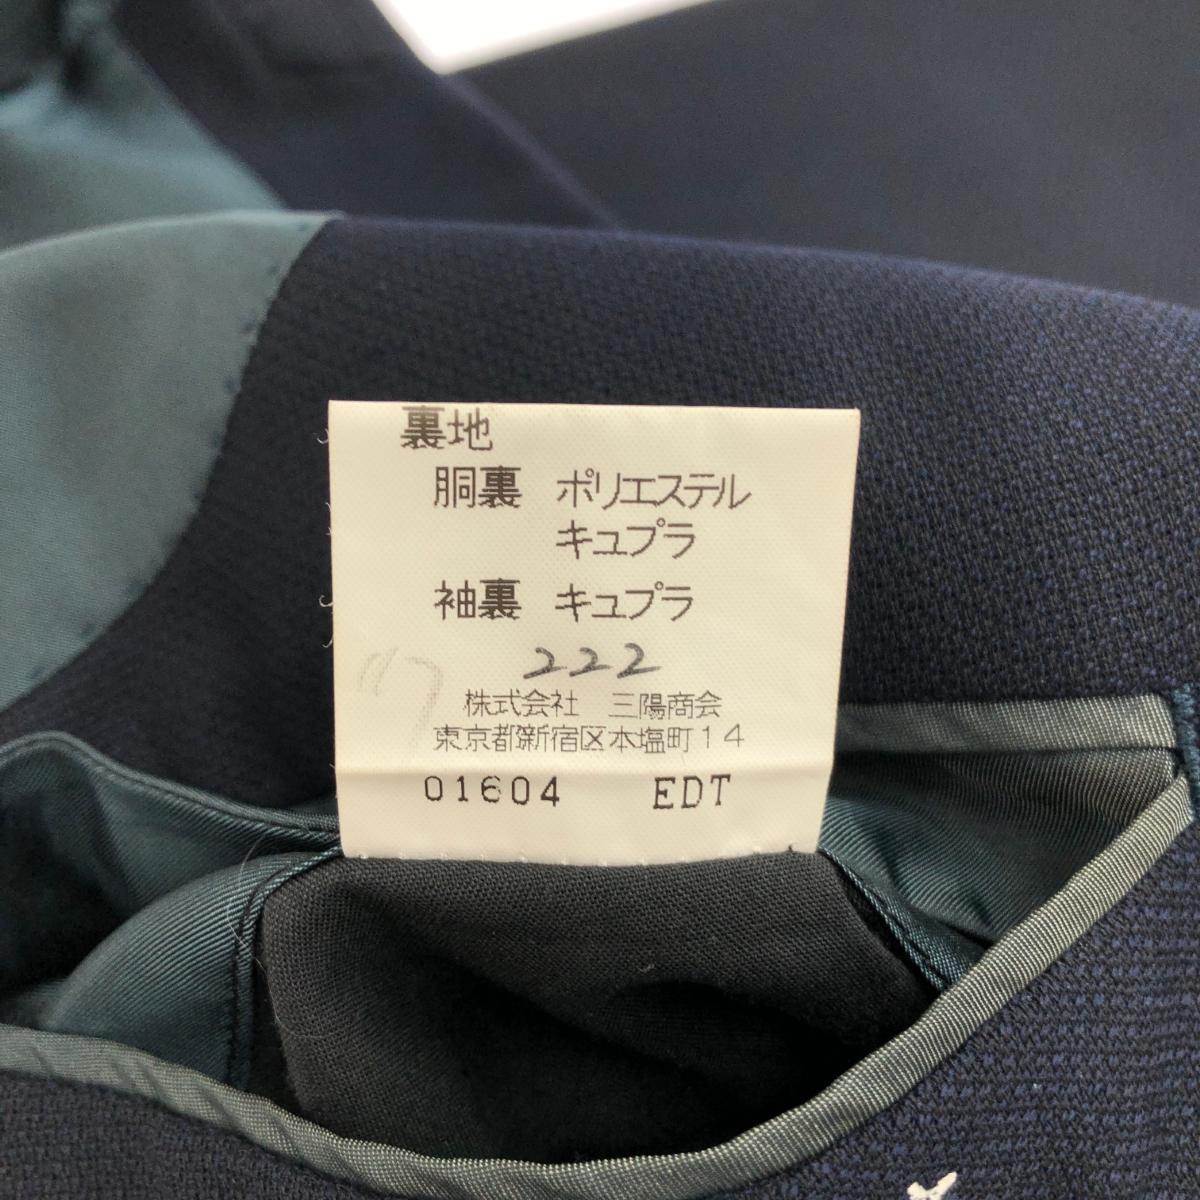 裏地
胴裏 ポリエステル
キュプラ
袖裏 キュプラ
222
株式会社 三陽商会
東京都新宿区本塩町14
01604 EDT